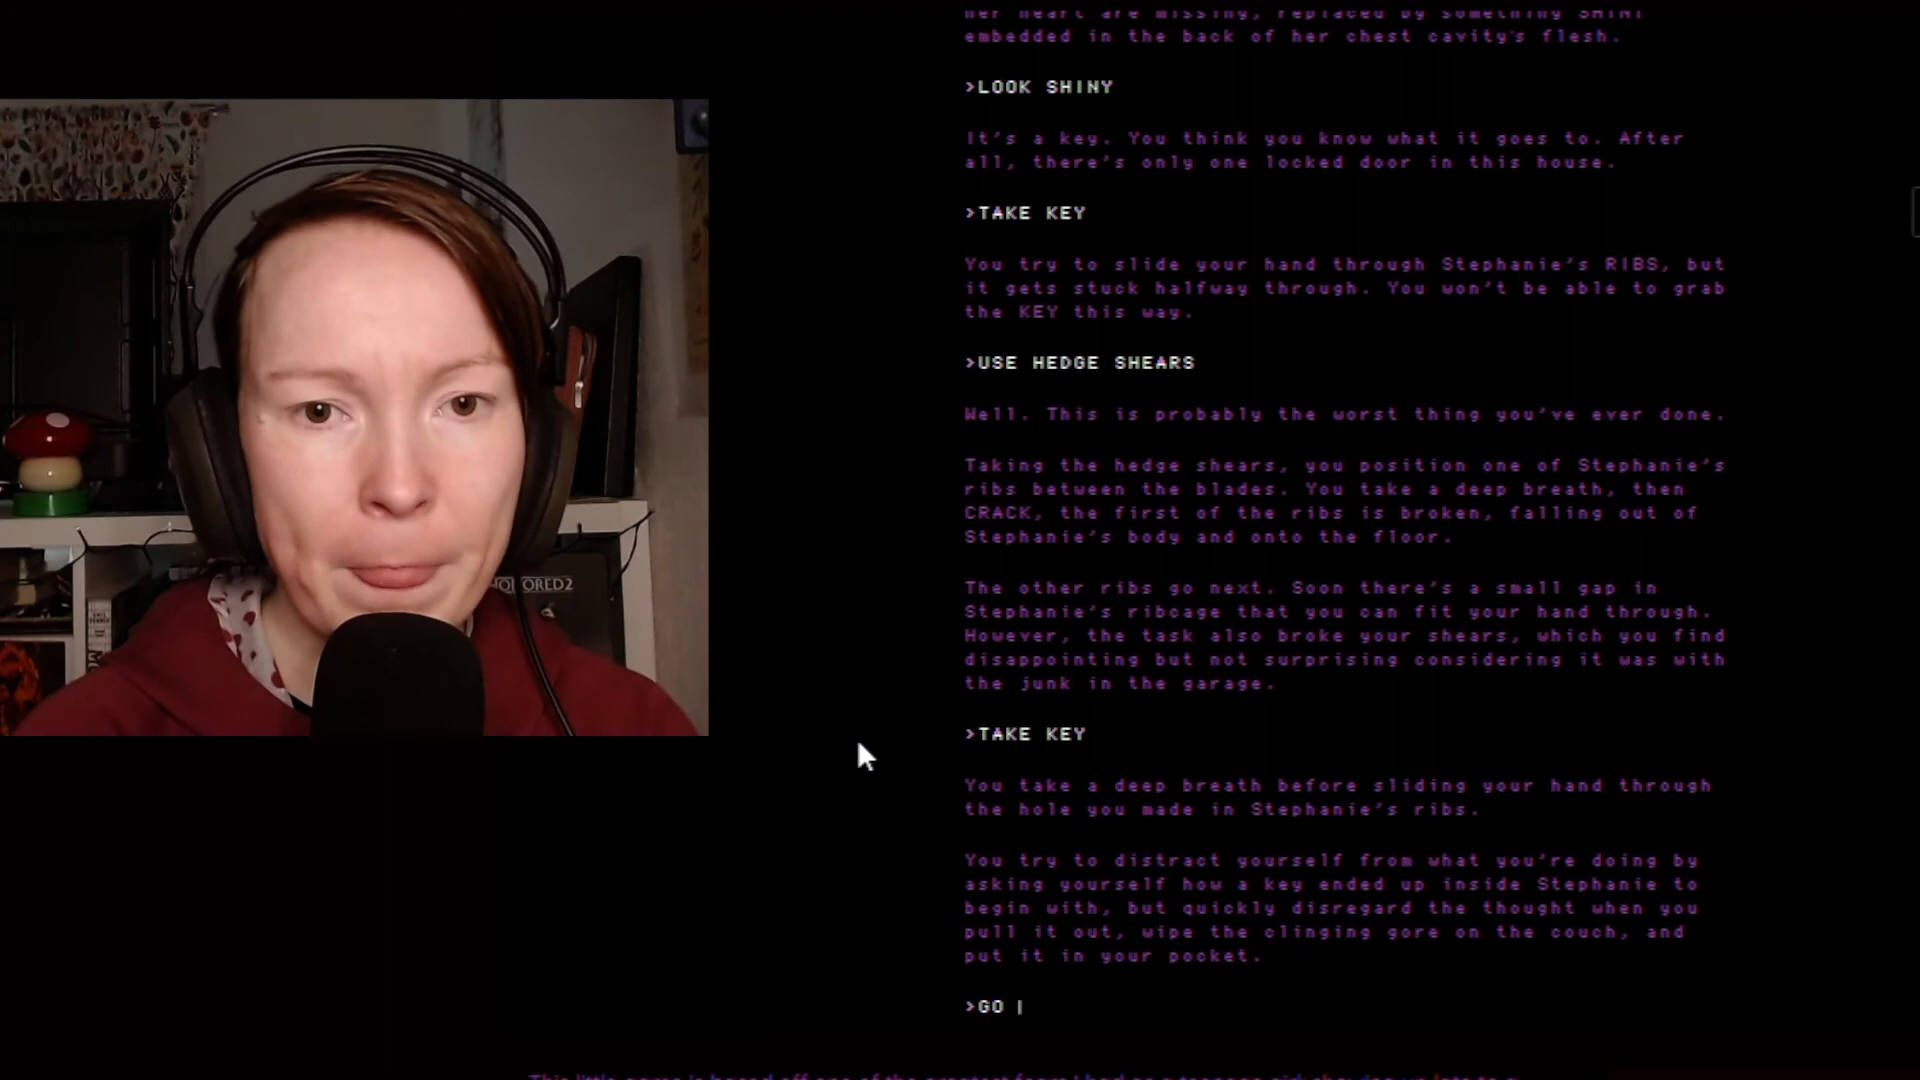 her heart are missing, replaced by something SHINY
embedded in the back of her chest cavity's flesh.
>LOOK SHINY
It's a key. You think you know what it goes to. After
all, there's only one locked door in this house.
>TAKE KEY
You try to slide your hand through Stephanie's RIBS, but
it gets stuck halfway through. You won't be able to grab
the KEY this way.
>USE HEDGE SHEARS
Well. This is probably the worst thing you've ever done.
Taking the hedge shears, you position one of Stephanie's
ribs between the blades. You take a deep breath, then
CRACK, the first of the ribs is broken, falling out of
Stephanie's body and onto the floor.
The other ribs go next. Soon there's a small gap in
Stephanie's ribcage that you can fit your hand through.
However, the task also broke your shears, which you find
disappointing but not surprising considering it was with
the junk in the garage.
>TAKE KEY
You take a deep breath before sliding your hand through
the hole you made in Stephanie's ribs.
You try to distract yourself from what you're doing by
asking yourself how a key ended up inside Stephanie to
begin with, but quickly disregard the thought when you
pull it out, wipe the clinging gore on the couch, and
put it in your pocket.
>GO
ORED2